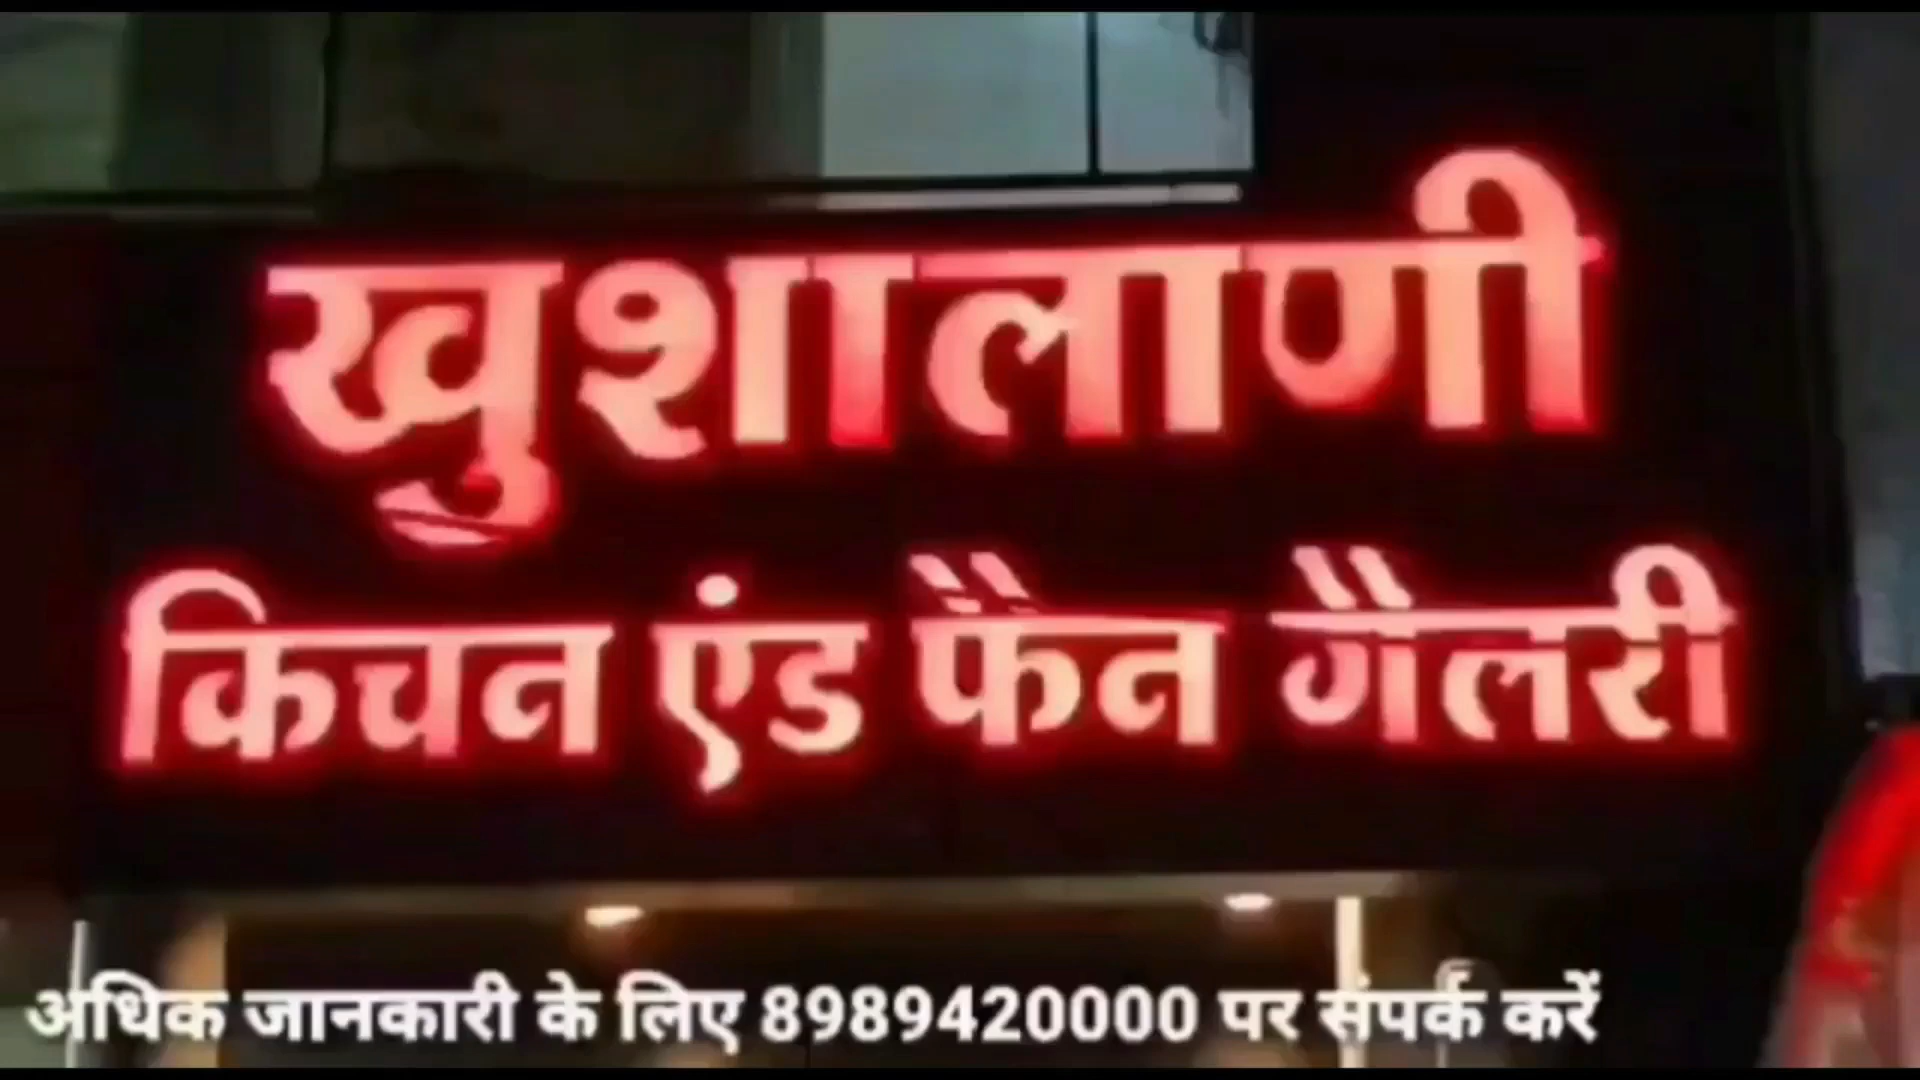 खुशालाणी
किचन एंड फैन गैलरी
अधिक जानकारी के लिए 8989420000 पर संपर्क करें